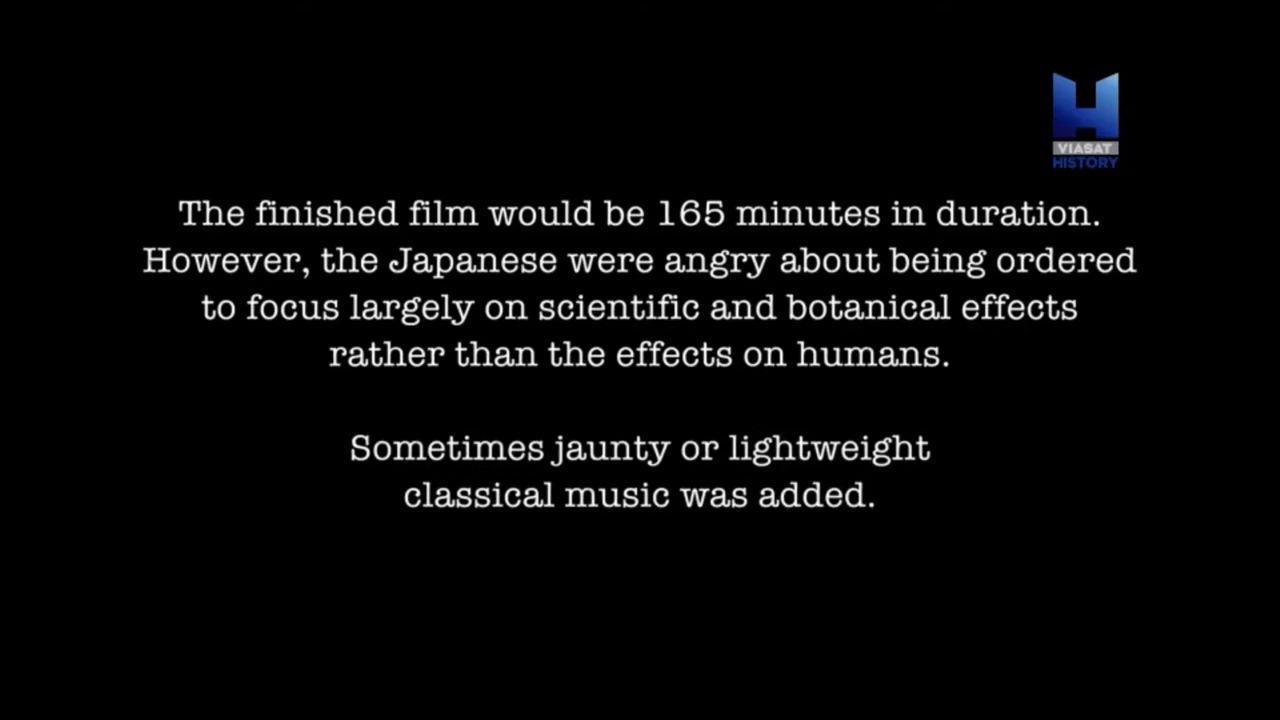 VIASAT
HISTORY
The finished film would be 165 minutes in duration.
However, the Japanese were angry about being ordered
to focus largely on scientific and botanical effects
rather than the effects on humans.
Sometimes jaunty or lightweight
classical music was added.